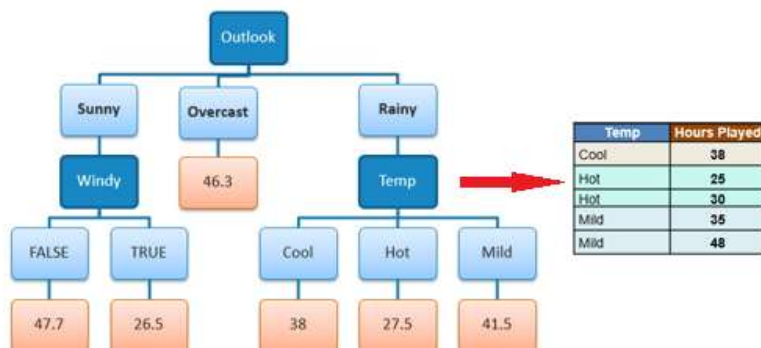 Outlook
Sunny Overcast Rainy
Windy 46.3 Temp
FALSE TRUE Cool Hot Mild
47.7 26.5 38 27.5 41.5
Temp Hours Played
Cool 38
Hot 25
Hot 30
Mild 35
Mild 48